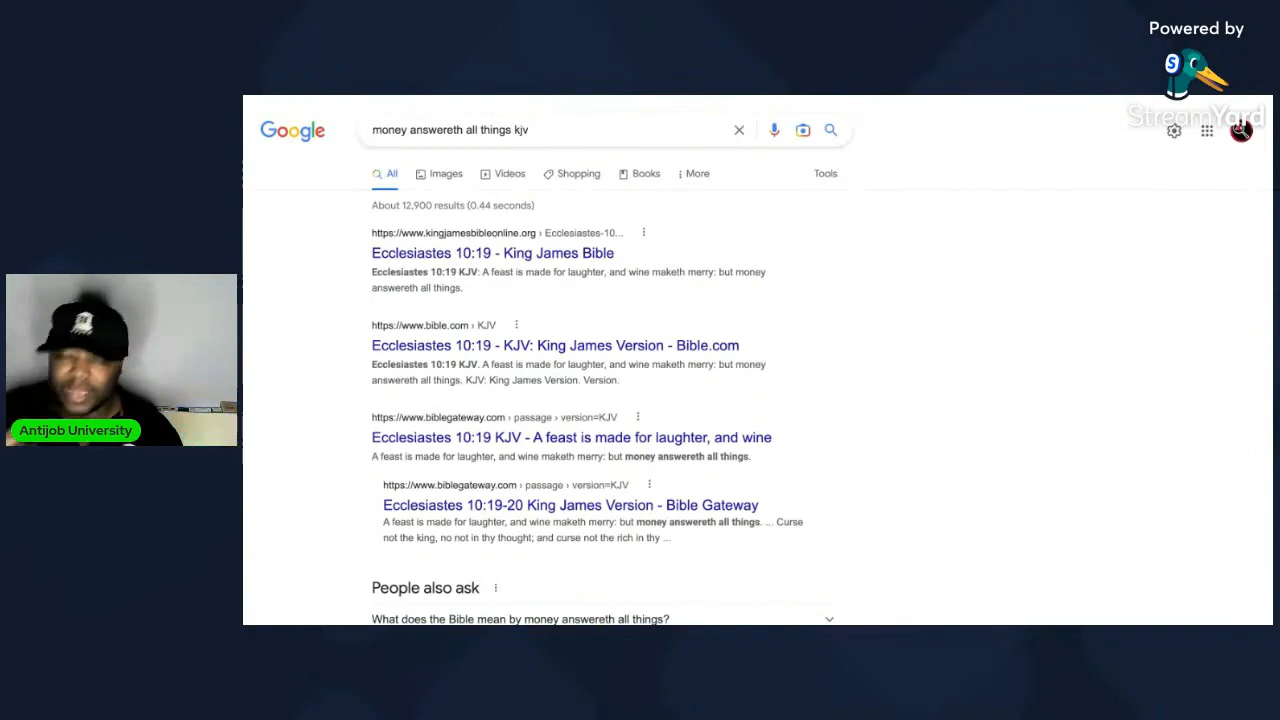 Powered by
S
StreamYard
Google
money answereth all things kjv
All
Images
Videos
Shopping
Books
More
Tools
About 12,900 results (0.44 seconds)
https://www.kingjamesbibleonline.org › Ecclesiastes-10...
Ecclesiastes 10:19 - King James Bible
Ecclesiastes 10:19 KJV: A feast is made for laughter, and wine maketh merry: but money
answereth all things.
https://www.bible.com › KJV
Ecclesiastes 10:19 - KJV: King James Version - Bible.com
Ecclesiastes 10:19 KJV. A feast is made for laughter, and wine maketh merry: but money
answereth all things. KJV: King James Version. Version.
https://www.biblegateway.com › passage › version=KJV
Ecclesiastes 10:19 KJV - A feast is made for laughter, and wine
A feast is made for laughter, and wine maketh merry: but money answereth all things.
https://www.biblegateway.com › passage › version=KJV
Ecclesiastes 10:19-20 King James Version - Bible Gateway
A feast is made for laughter, and wine maketh merry: but money answereth all things. ... Curse
not the king, no not in thy thought; and curse not the rich in thy ...
People also ask
What does the Bible mean by money answereth all things?
Antijob University